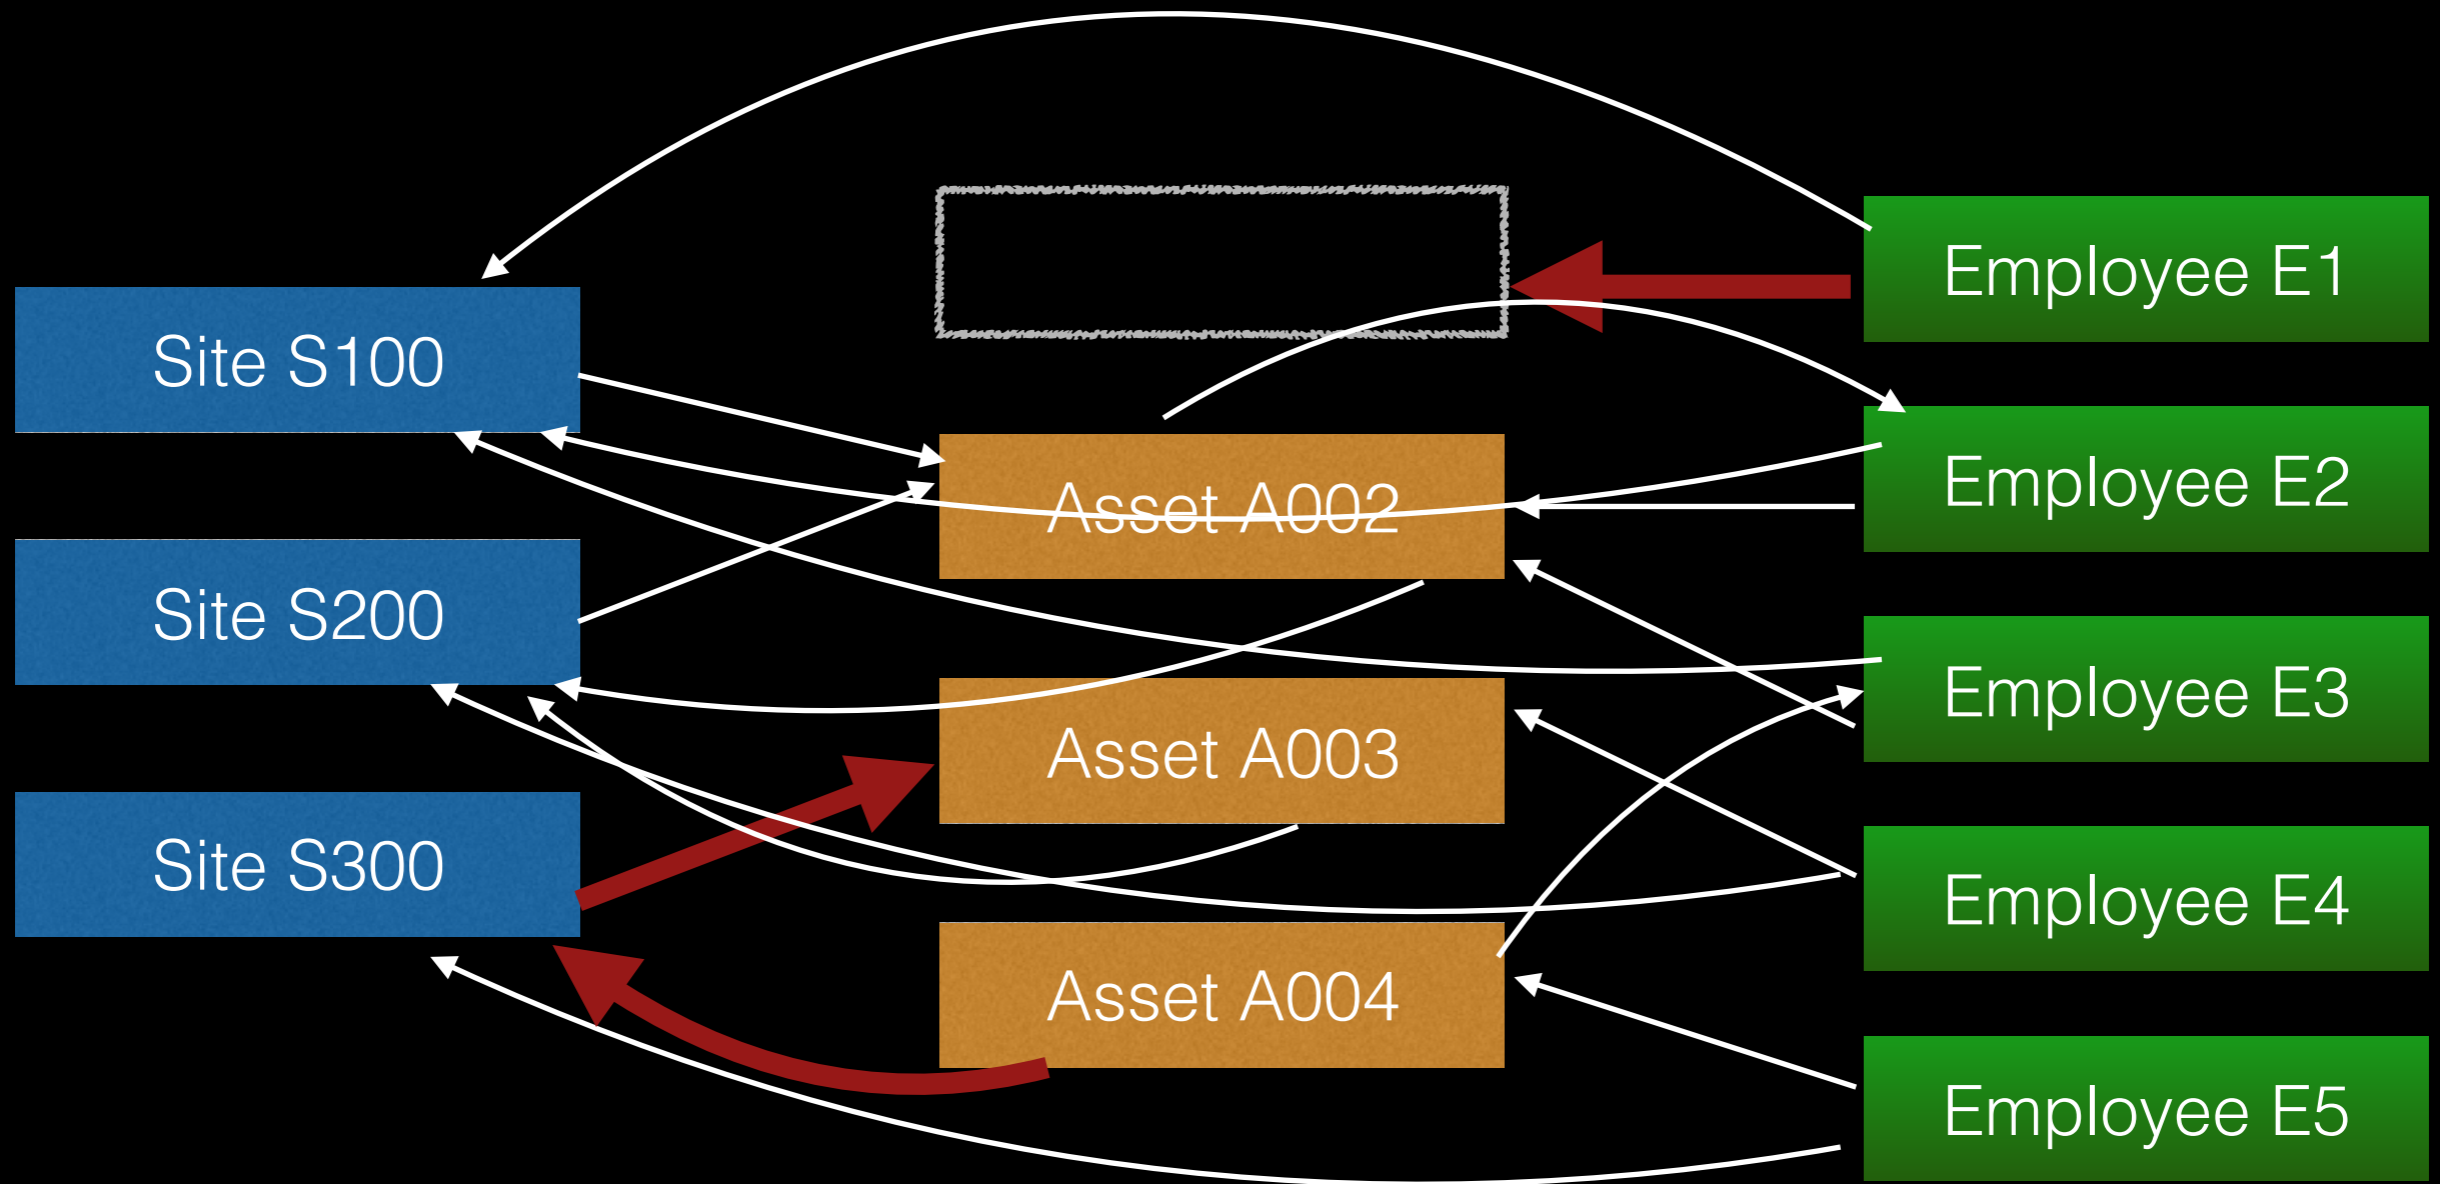 Site S100
Site S200
Site S300
Asset A002
Asset A003
Asset A004
Employee E1
Employee E2
Employee E3
Employee E4
Employee E5